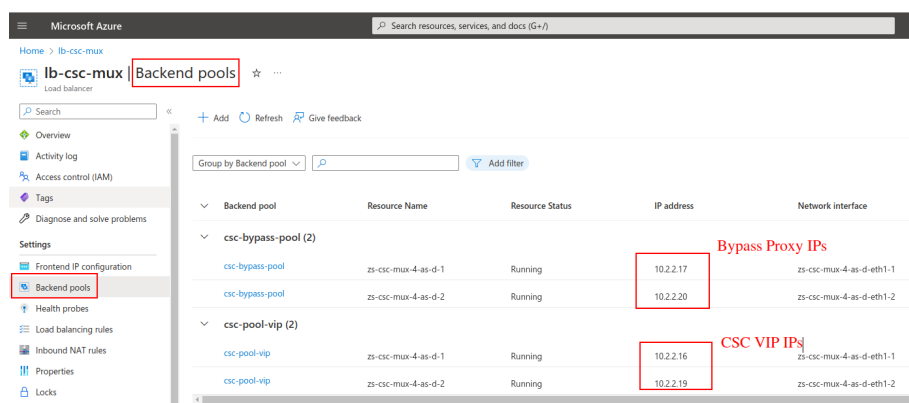 Microsoft Azure
Search resources, services, and docs (G+/)
Home > lb-csc-mux
lb-csc-mux | Backend pools ☆ ...
Load balancer
Search
«
+ Add Refresh Give feedback
Overview
Activity log
Access control (IAM)
Tags
Diagnose and solve problems
Settings
Frontend IP configuration
Backend pools
Health probes
Load balancing rules
Inbound NAT rules
Properties
Locks
Group by Backend pool
Add filter
Backend pool Resource Name Resource Status IP address Network interface
csc-bypass-pool (2)
Bypass Proxy IPs
csc-bypass-pool zs-csc-mux-4-as-d-1 Running 10.2.2.17 zs-csc-mux-4-as-d-eth1-1
csc-bypass-pool zs-csc-mux-4-as-d-2 Running 10.2.2.20 zs-csc-mux-4-as-d-eth1-2
csc-pool-vip (2)
CSC VIP IPs
csc-pool-vip zs-csc-mux-4-as-d-1 Running 10.2.2.16 zs-csc-mux-4-as-d-eth1-1
csc-pool-vip zs-csc-mux-4-as-d-2 Running 10.2.2.19 zs-csc-mux-4-as-d-eth1-2